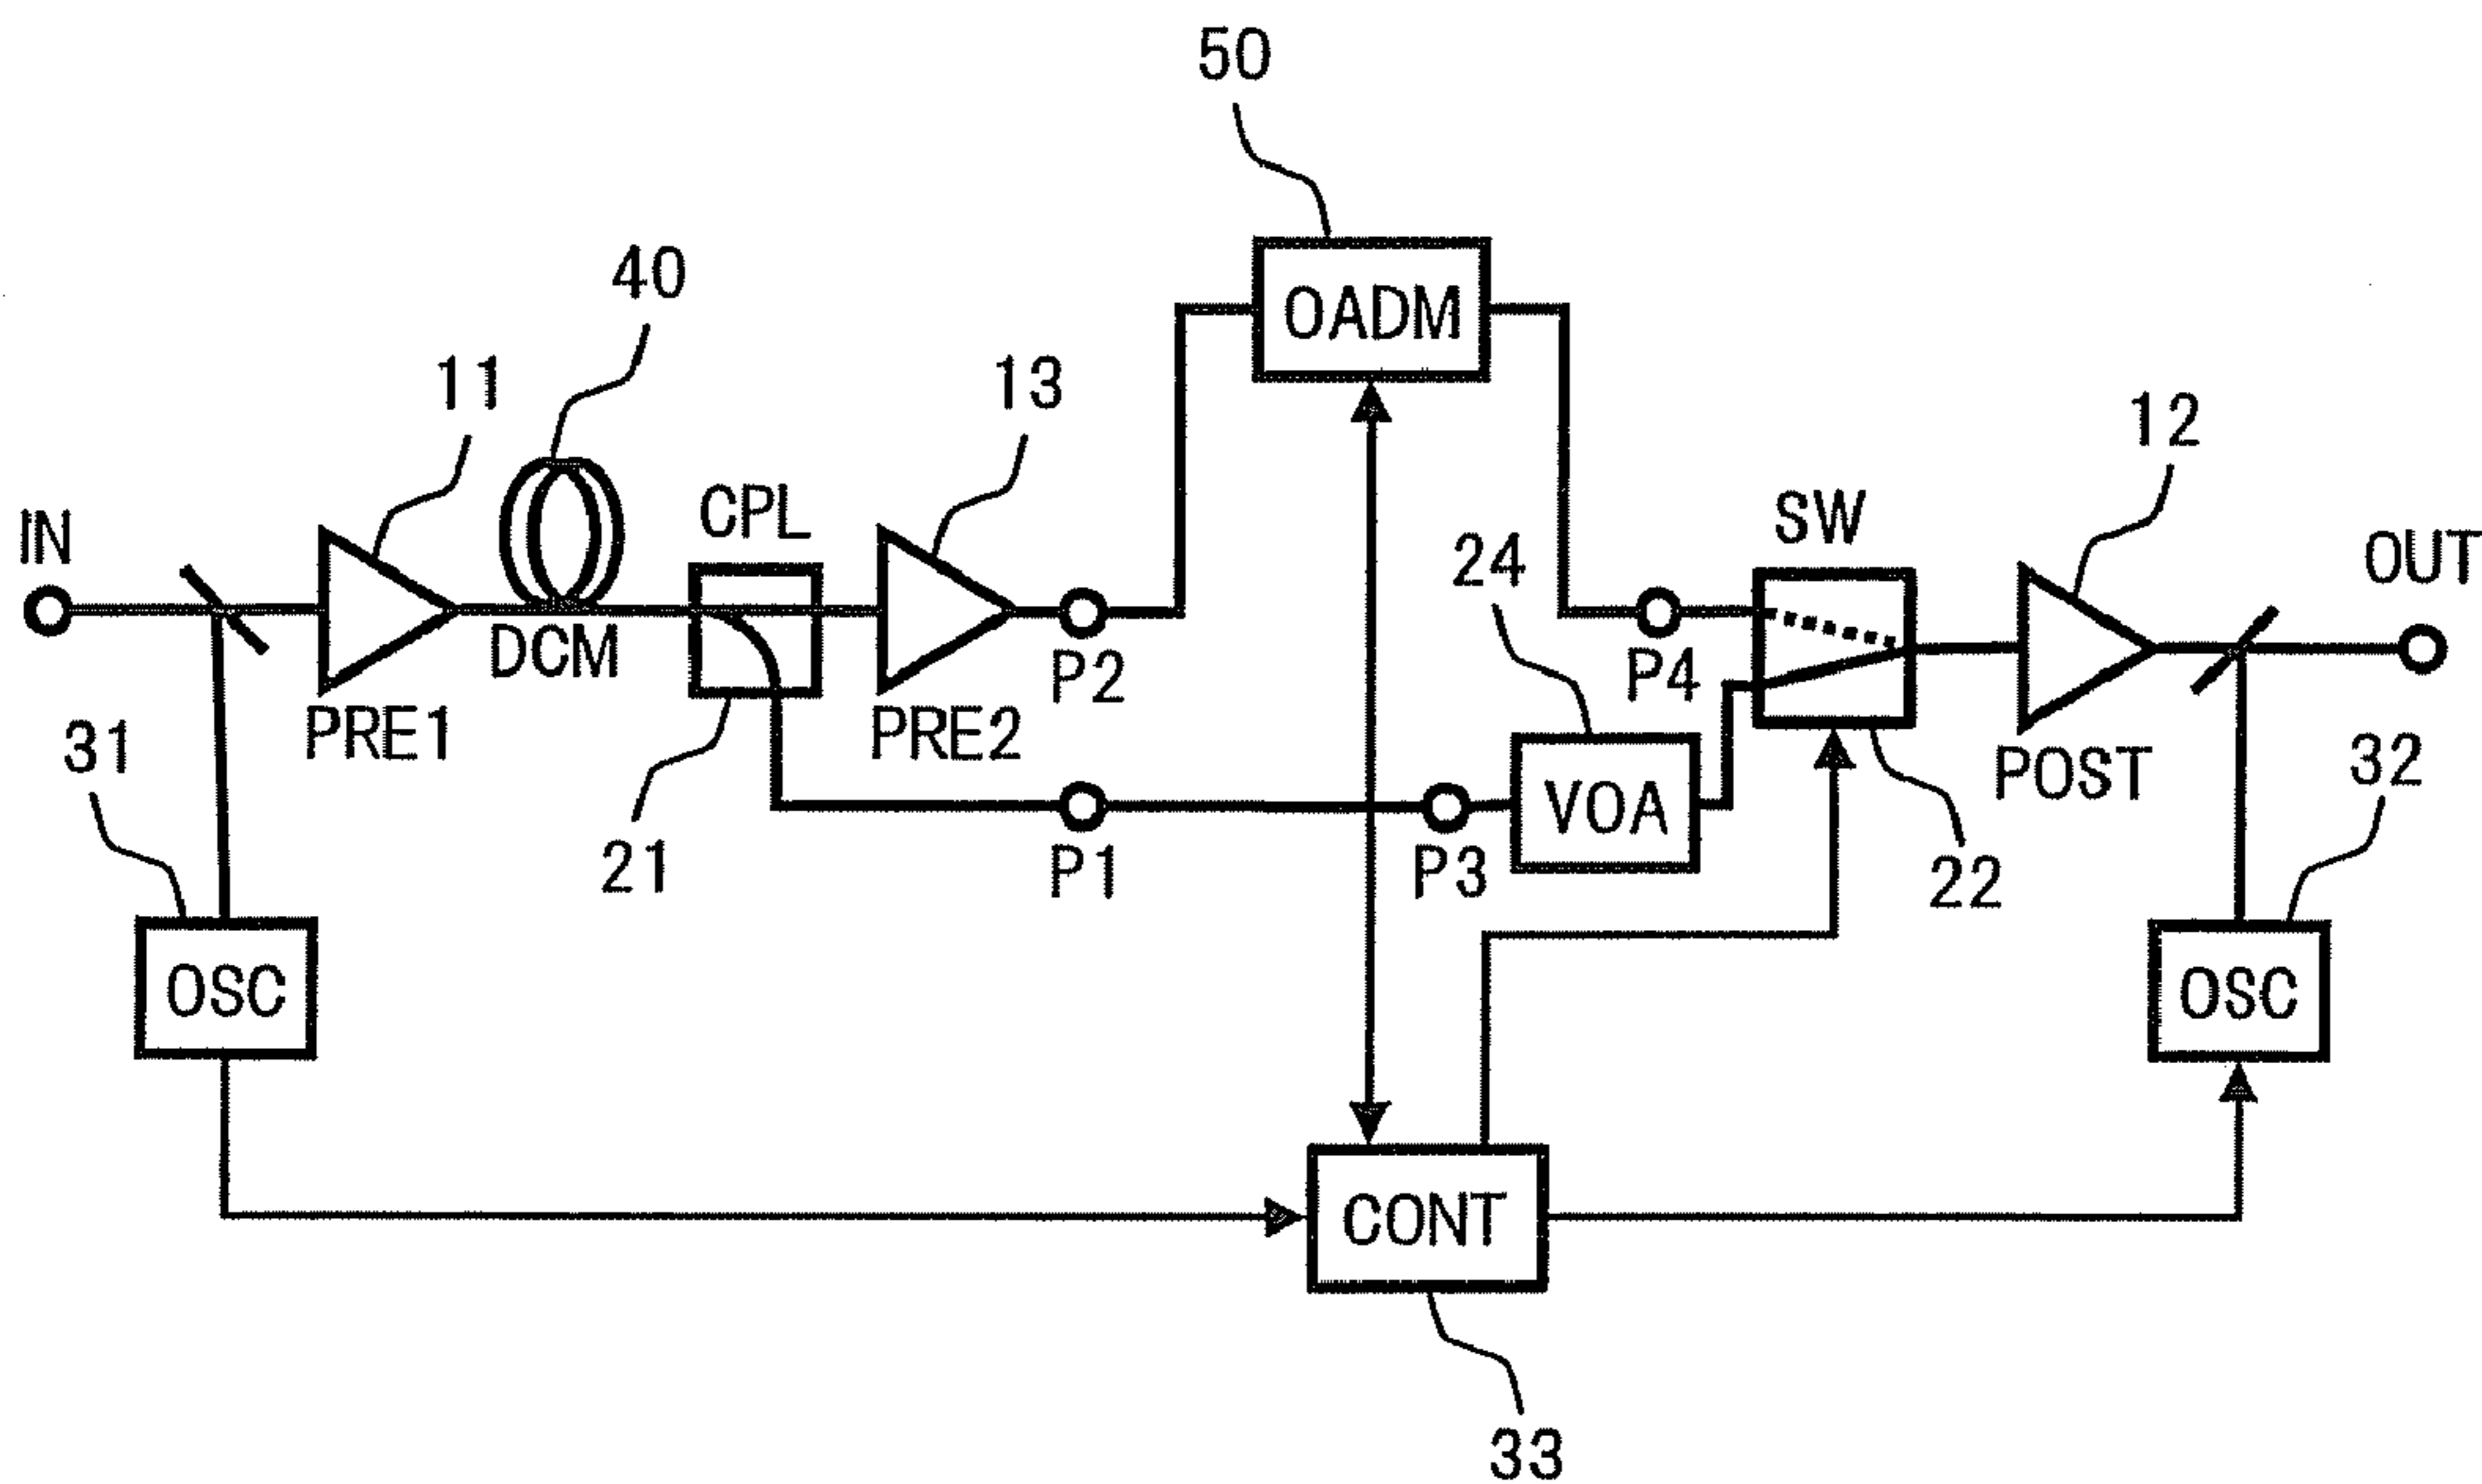 50
40
11
13
12
CPL
SW
IN
24
OUT
OADM
DCM
P2
P4
31
PRE1
PRE2
32
POST
VOA
21
P1
P3
22
OSC
OSC
CONT
33